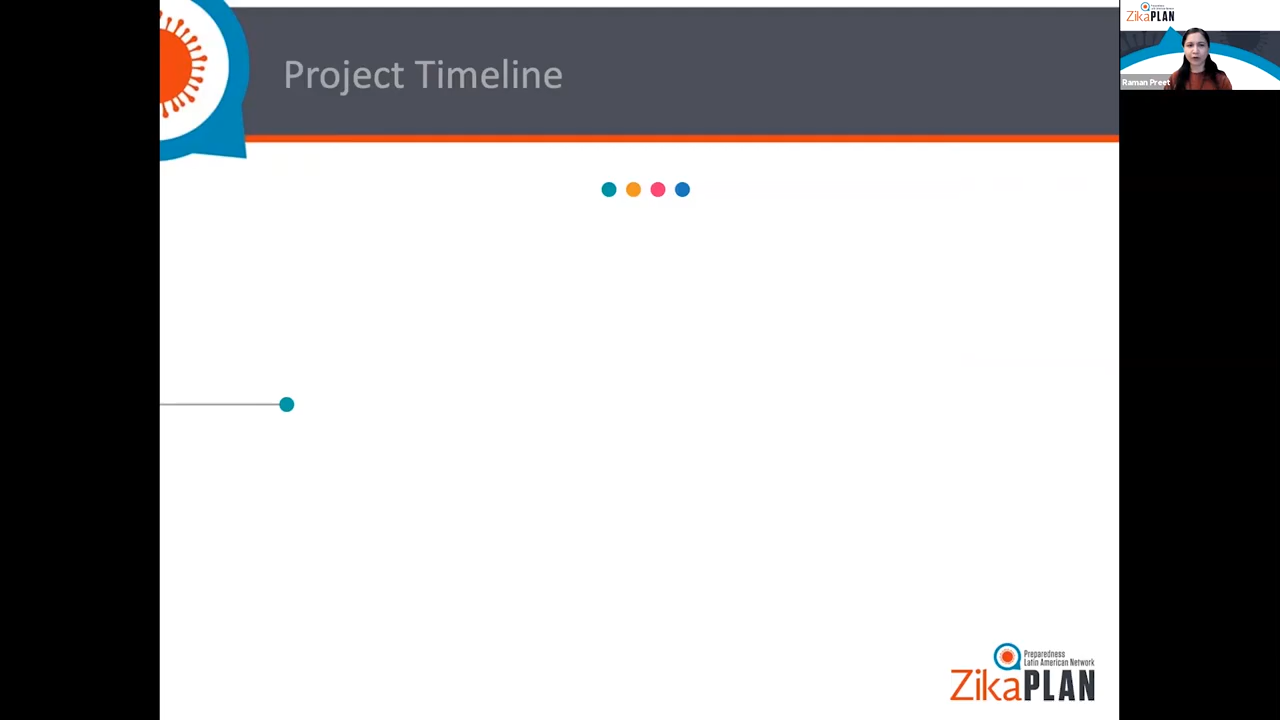 Project Timeline
ZikaPLAN
Raman Preet
Preparedness
Latin American Network
ZikaPLAN